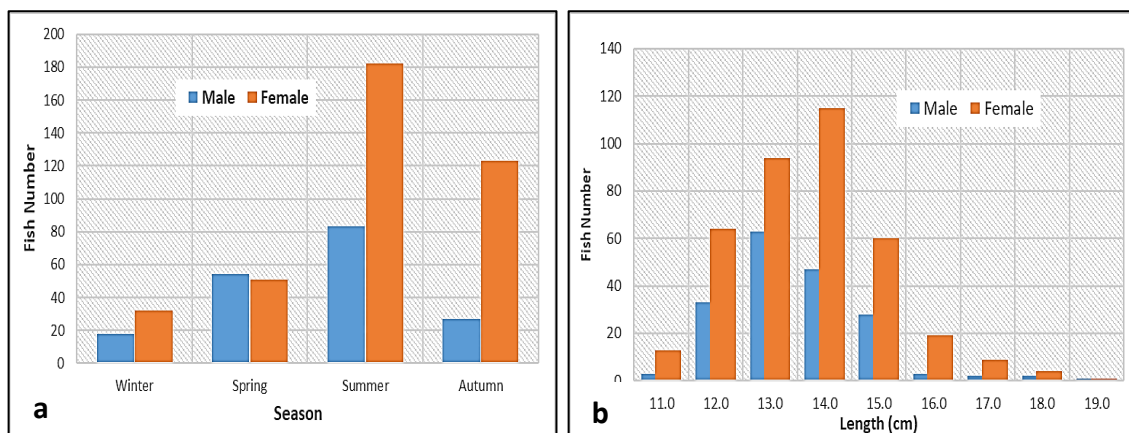 200
180
160
140
120
100
80
60
40
20
0
Fish Number
Male Female
Winter Spring Summer Autumn
Season
a
140
120
100
80
60
40
20
0
Fish Number
Male Female
11.0 12.0 13.0 14.0 15.0 16.0 17.0 18.0 19.0
Length (cm)
b